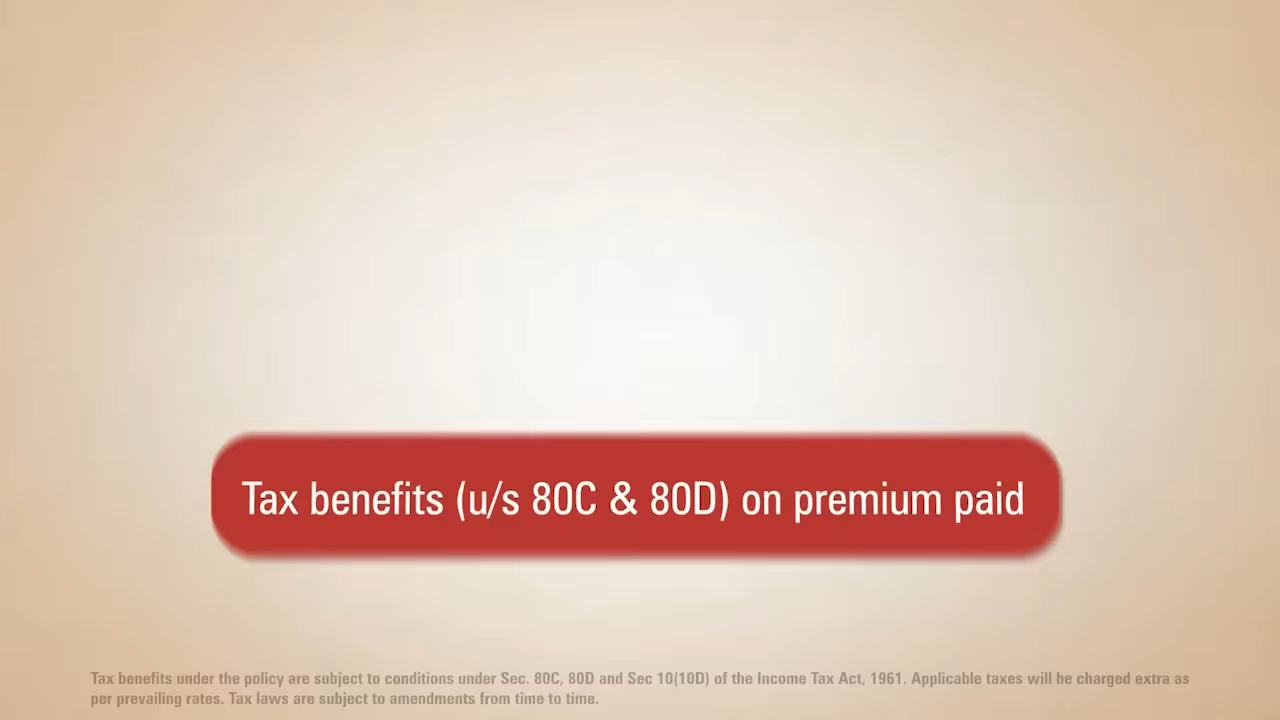 Tax benefits (u/s 80C & 80D) on premium paid
Tax benefits under the policy are subject to conditions under Sec. 80C, 80D and Sec 10(10D) of the Income Tax Act, 1961. Applicable taxes will be charged extra as
per prevailing rates. Tax laws are subject to amendments from time to time.